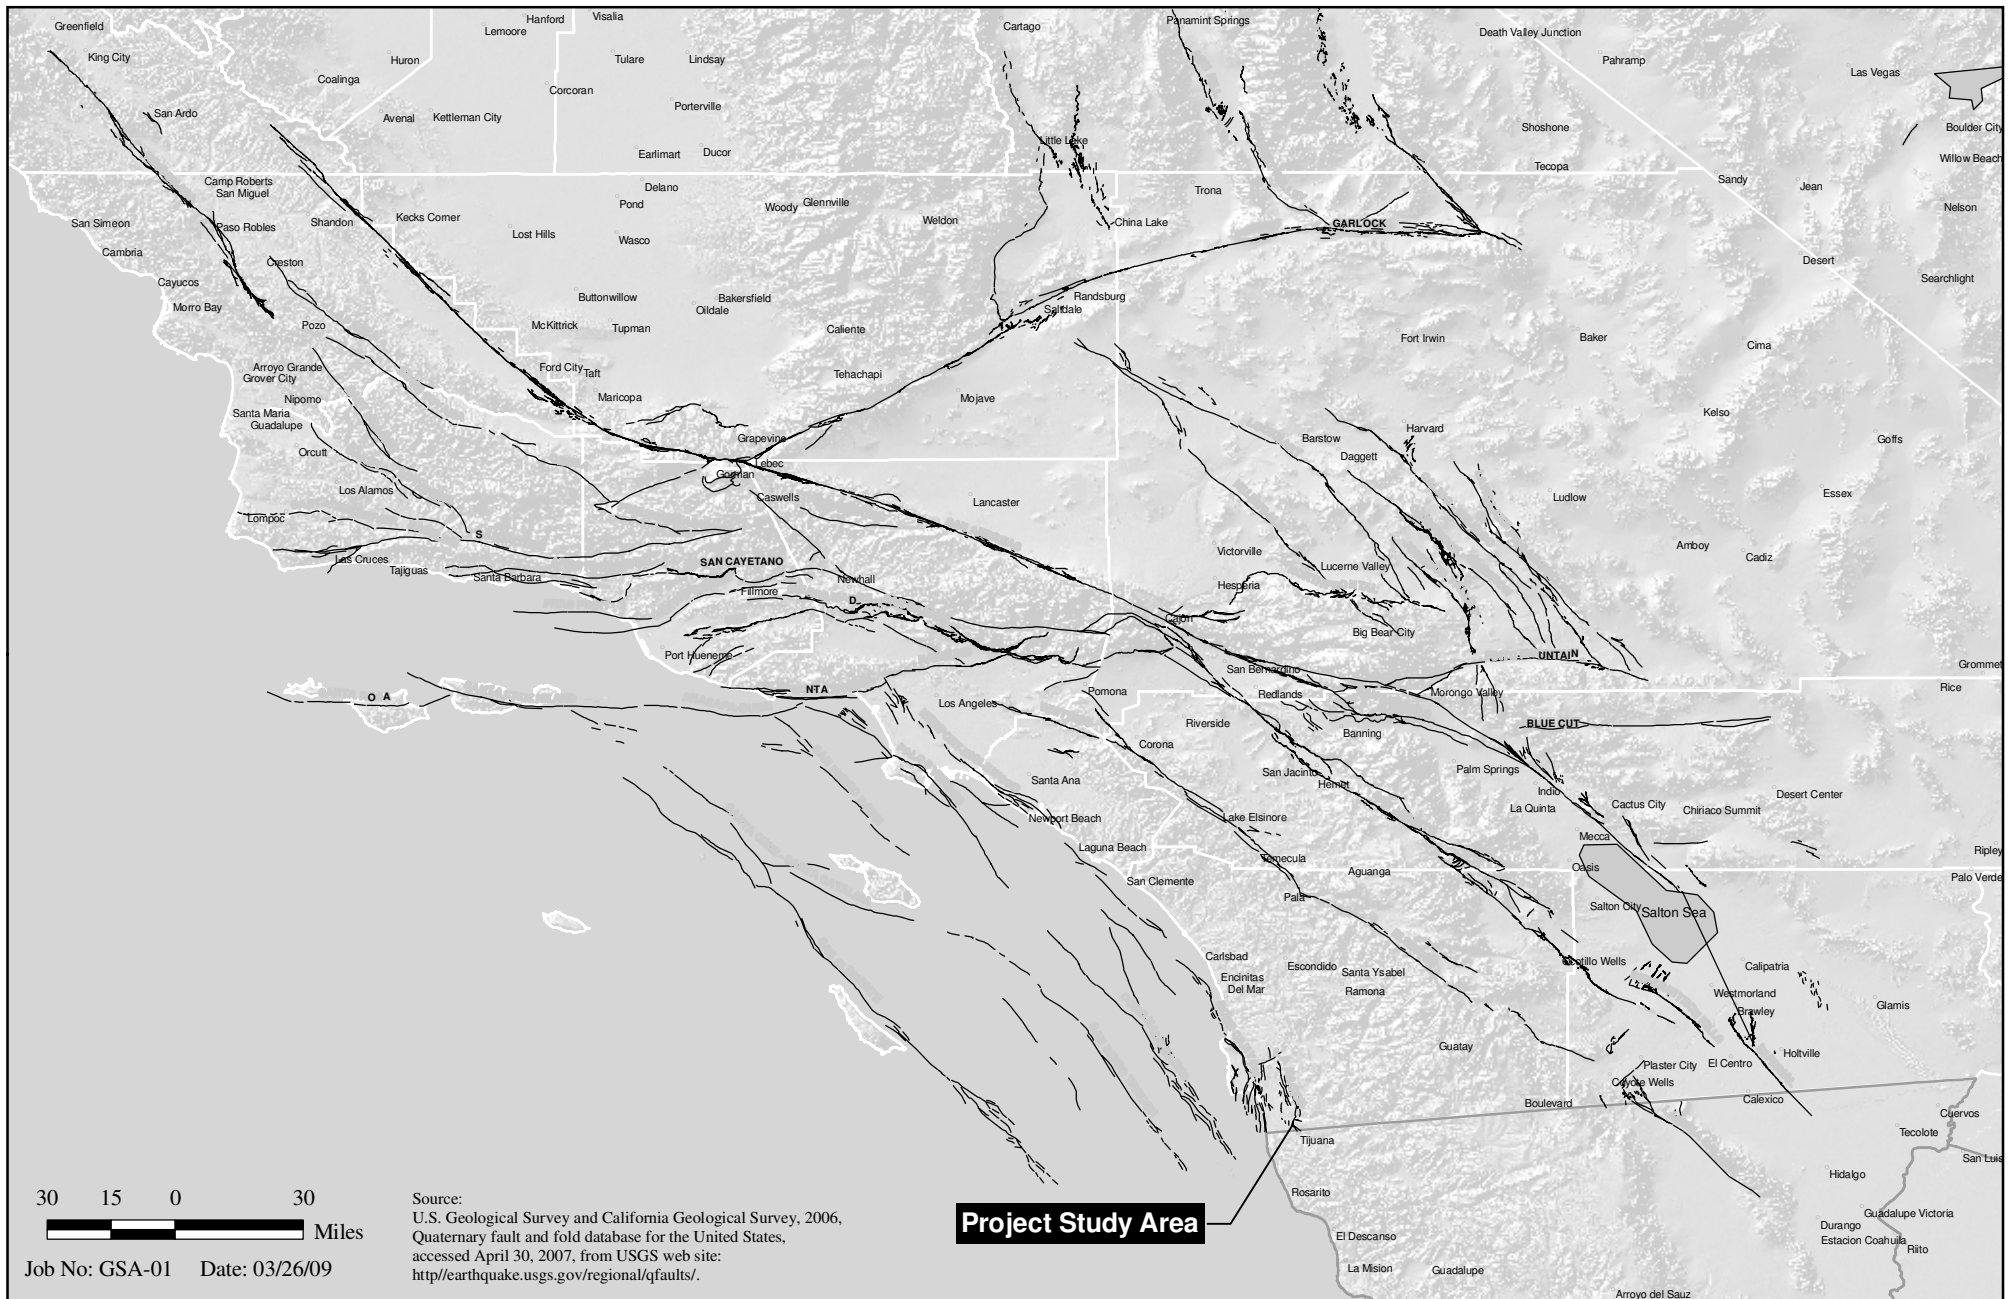 Greenfield
Hanford
Visalia
Lemoore
Cartago
Panamint Springs
Death Valley Junction
King City
Huron
Tulare
Lindsay
Pahrump
Coalinga
Las Vegas
Corcoran
San Ardo
Avenal
Kettleman City
Porterville
Shoshone
Boulder City
Little Lake
Earlimart
Ducor
Willow Beach
Tecopa
Camp Roberts
San Miguel
Delano
Trona
Sandy
Jean
Pond
Woody
Glennville
Nelson
San Simeon
Paso Robles
Shandon
Kecks Corner
Weldon
China Lake
GARLOCK
Lost Hills
Wasco
Cambria
Creston
Desert
Cayucos
Searchlight
Morro Bay
Buttonwillow
Bakersfield
Oildale
Randsburg
Saltdale
Pozo
McKittrick
Tupman
Caliente
Fort Irwin
Baker
Cima
Arroyo Grande
Grover City
Ford City
Taft
Tehachapi
Nipomo
Maricopa
Mojave
Santa Maria
Guadalupe
Kelso
Harvard
Grapevine
Barstow
Goffs
Orcutt
Lebec
Gorman
Daggett
Los Alamos
Caswells
Lancaster
Ludlow
Essex
Lompoc
S
Amboy
Cadiz
Las Cruces
SAN CAYETANO
Victorville
Tajiguas
Santa Barbara
Newhall
Lucerne Valley
Hesperia
Fillmore
D
Cajon
Big Bear City
Port Hueneme
UNTAIN
Grommet
San Bernardino
O A
NTA
Pomona
Redlands
Morongo Valley
Rice
Los Angeles
Riverside
BLUE CUT
Banning
Corona
Santa Ana
San Jacinto
Hemet
Palm Springs
Indio
La Quinta
Cactus City
Chiriaco Summit
Desert Center
Newport Beach
Lake Elsinore
Mecca
Laguna Beach
Temecula
Oasis
Ripley
Aguanga
San Clemente
Palo Verde
Pala
Salton City
Salton Sea
Carlsbad
Ocotillo Wells
Encinitas
Del Mar
Escondido
Santa Ysabel
Ramona
Calipatria
Westmorland
Brawley
Glamis
Guatay
Plaster City
El Centro
Holtville
Coyote Wells
Boulevard
Calexico
Cuervos
Tijuana
Tecolote
San Luis
Rosarito
Hidalgo
Project Study Area
Guadalupe Victoria
Durango
Estacion Coahuila
Riito
El Descanso
La Mision
Guadalupe
Arroyo del Sauz
30 15 0 30
Miles
Job No: GSA-01 Date: 03/26/09
Source:
U.S. Geological Survey and California Geological Survey, 2006,
Quaternary fault and fold database for the United States,
accessed April 30, 2007, from USGS web site:
http//earthquake.usgs.gov/regional/qfaults/.